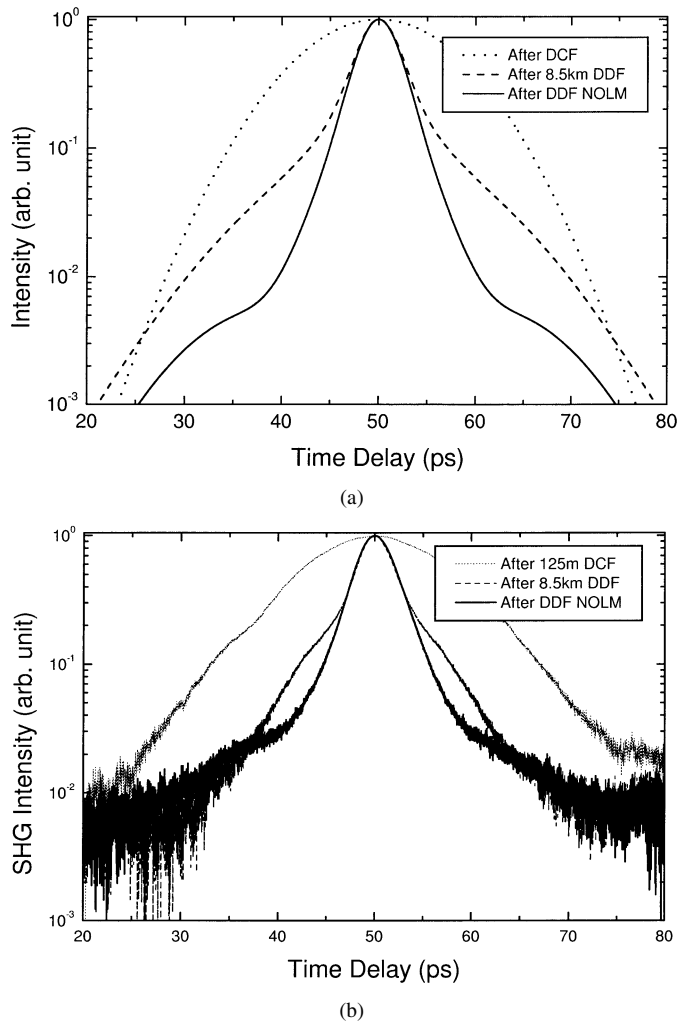 10^0
After DCF
After 8.5km DDF
After DDF NOLM
10^-1
10^-2
10^-3
Intensity (arb. unit)
20 30 40 50 60 70 80
Time Delay (ps)
(a)
10^0
After 125m DCF
After 8.5km DDF
After DDF NOLM
10^-1
10^-2
10^-3
SHG Intensity (arb. unit)
20 30 40 50 60 70 80
Time Delay (ps)
(b)